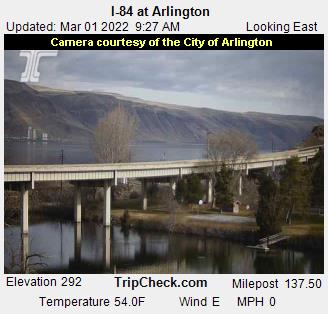 I-84 at Arlington
Updated: Mar 01 2022 9:27 AM Looking East
Camera courtesy of the City of Arlington
Elevation 292 TripCheck.com Milepost 137.50
Temperature 54.0F Wind E MPH 0